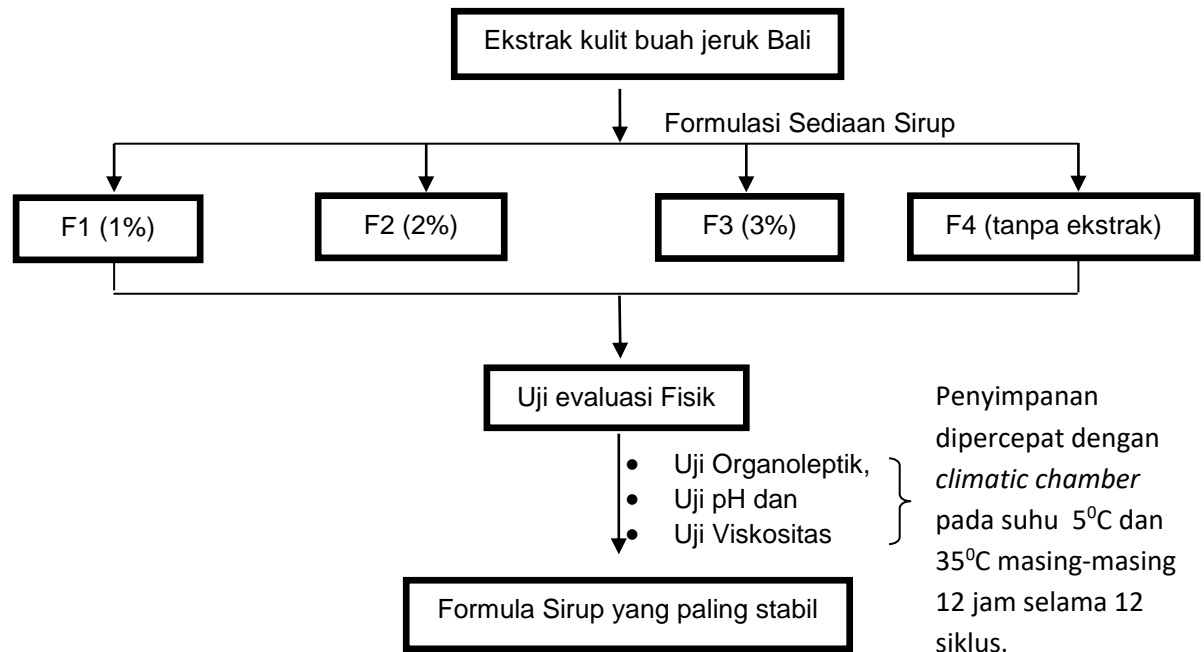 Ekstrak kulit buah jeruk Bali
Formulasi Sediaan Sirup
F1 (1%)
F2 (2%)
F3 (3%)
F4 (tanpa ekstrak)
Uji evaluasi Fisik
• Uji Organoleptik,
• Uji pH dan
• Uji Viskositas
Penyimpanan
dipercepat dengan
climatic chamber
pada suhu 5⁰C dan
35⁰C masing-masing
12 jam selama 12
siklus.
Formula Sirup yang paling stabil